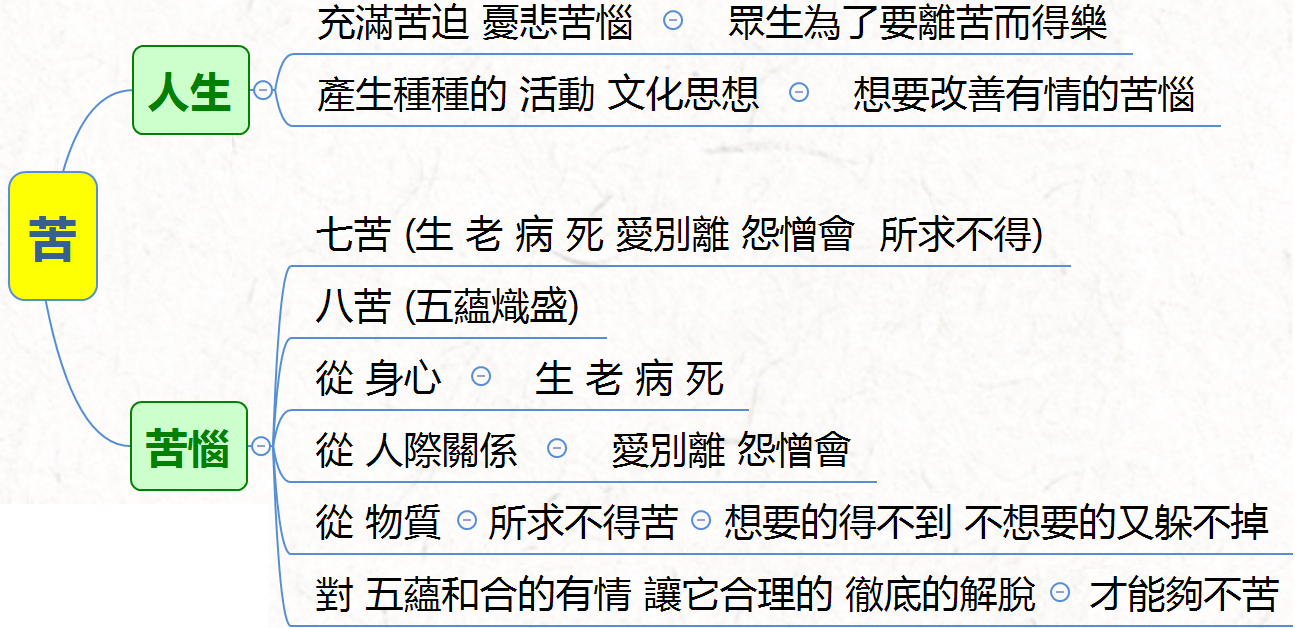 苦
人生
充滿苦迫 憂悲苦惱 眾生為了要離苦而得樂
產生種種的 活動 文化思想 想要改善有情的苦惱
苦惱
七苦 (生 老 病 死 愛別離 怨憎會 所求不得)
八苦 (五蘊熾盛)
從 身心 生 老 病 死
從 人際關係 愛別離 怨憎會
從 物質 所求不得苦 想要的得不到 不想要的又躲不掉
對 五蘊和合的有情 讓它合理的 徹底的解脫 才能夠不苦